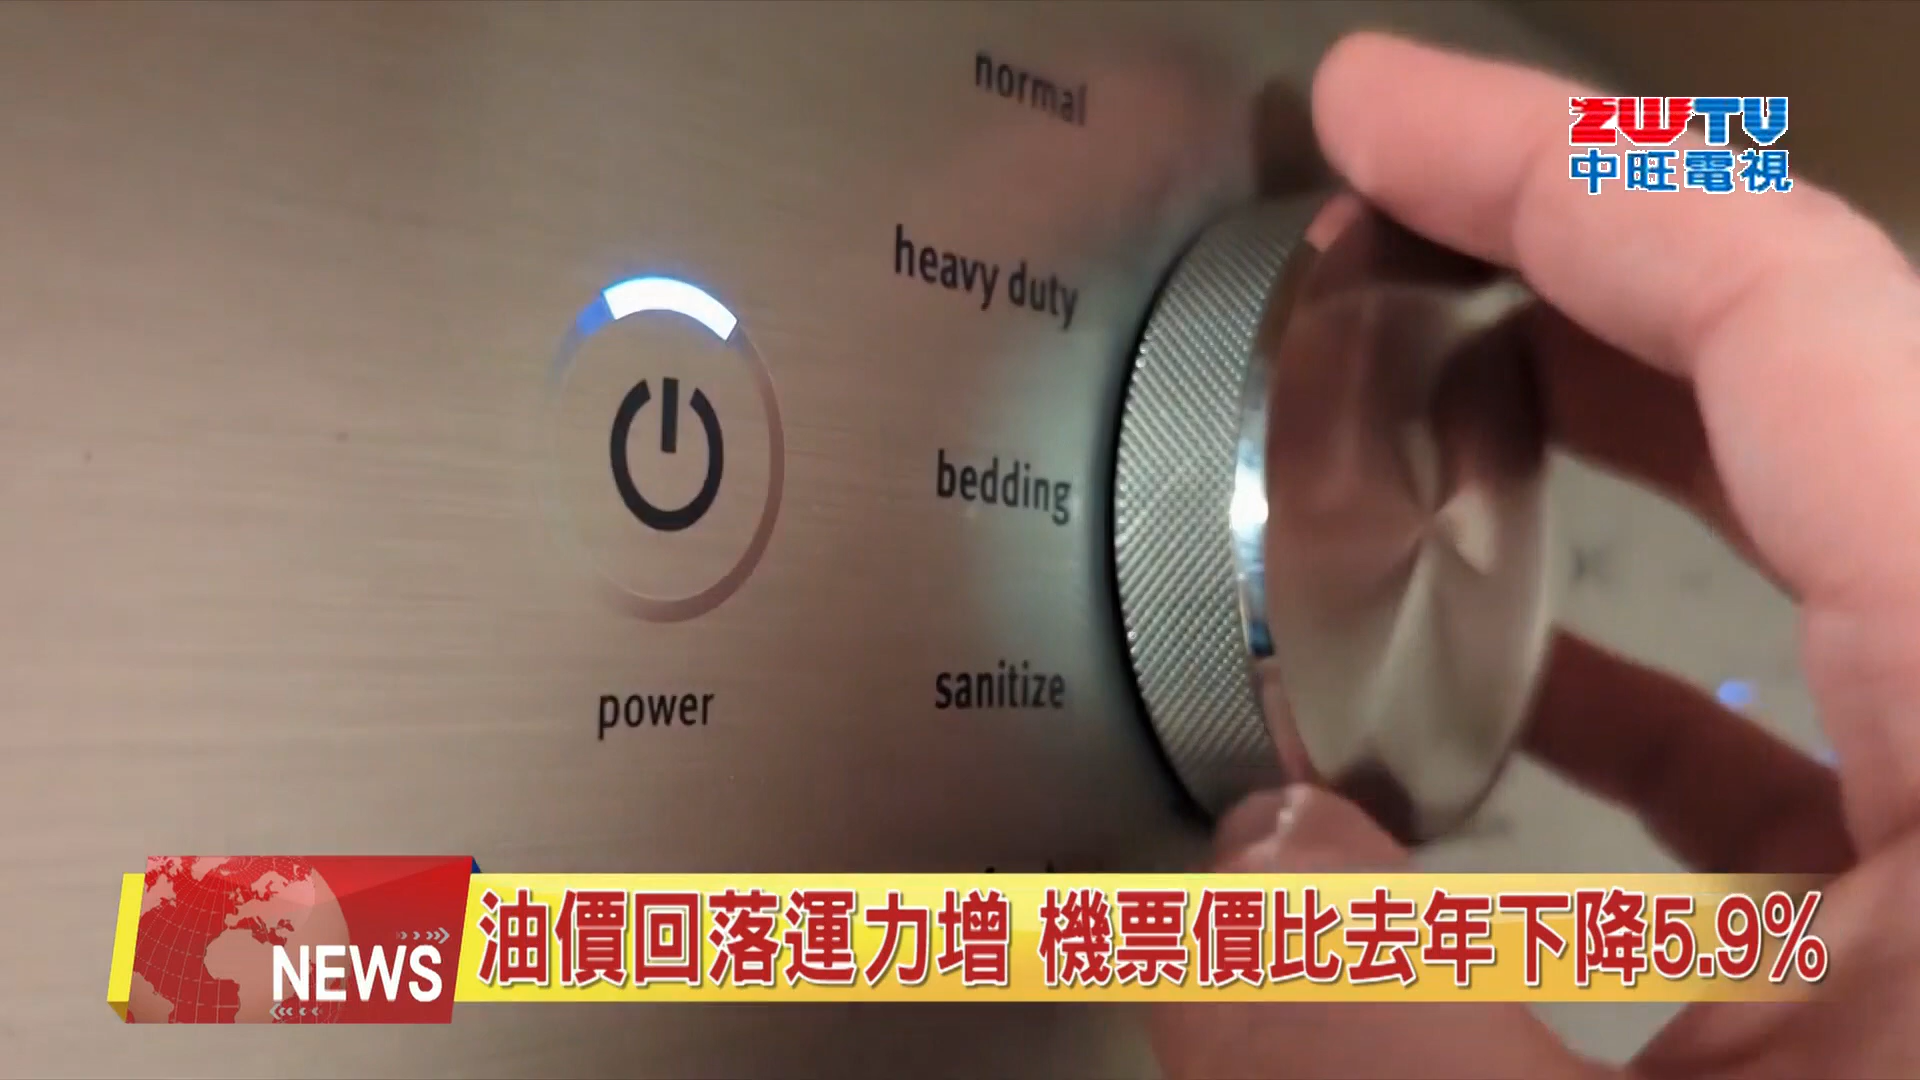 normal
ZWTV
中旺電視
heavy duty
bedding
sanitize
power
油價回落運力增 機票價比去年下降5.9%
NEWS